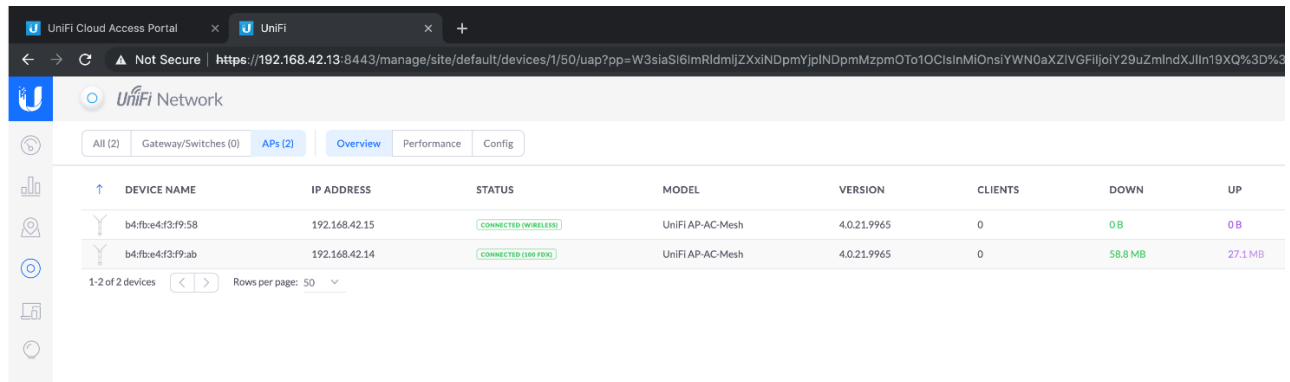 UniFi Cloud Access Portal × UniFi × +
Not Secure | https://192.168.42.13:8443/manage/site/default/devices/1/50/uap?pp=
UniFi Network
All (2) Gateway/Switches (0) APs (2) Overview Performance Config
↑ DEVICE NAME IP ADDRESS STATUS MODEL VERSION CLIENTS DOWN UP
b4:fb:e4:f3:f9:58 192.168.42.15 CONNECTED (WIRELESS) UniFi AP-AC-Mesh 4.0.21.9965 0 0 B 0 B
b4:fb:e4:f3:f9:ab 192.168.42.14 CONNECTED (100 FDX) UniFi AP-AC-Mesh 4.0.21.9965 0 58.8 MB 27.1 MB
1-2 of 2 devices < > Rows per page: 50